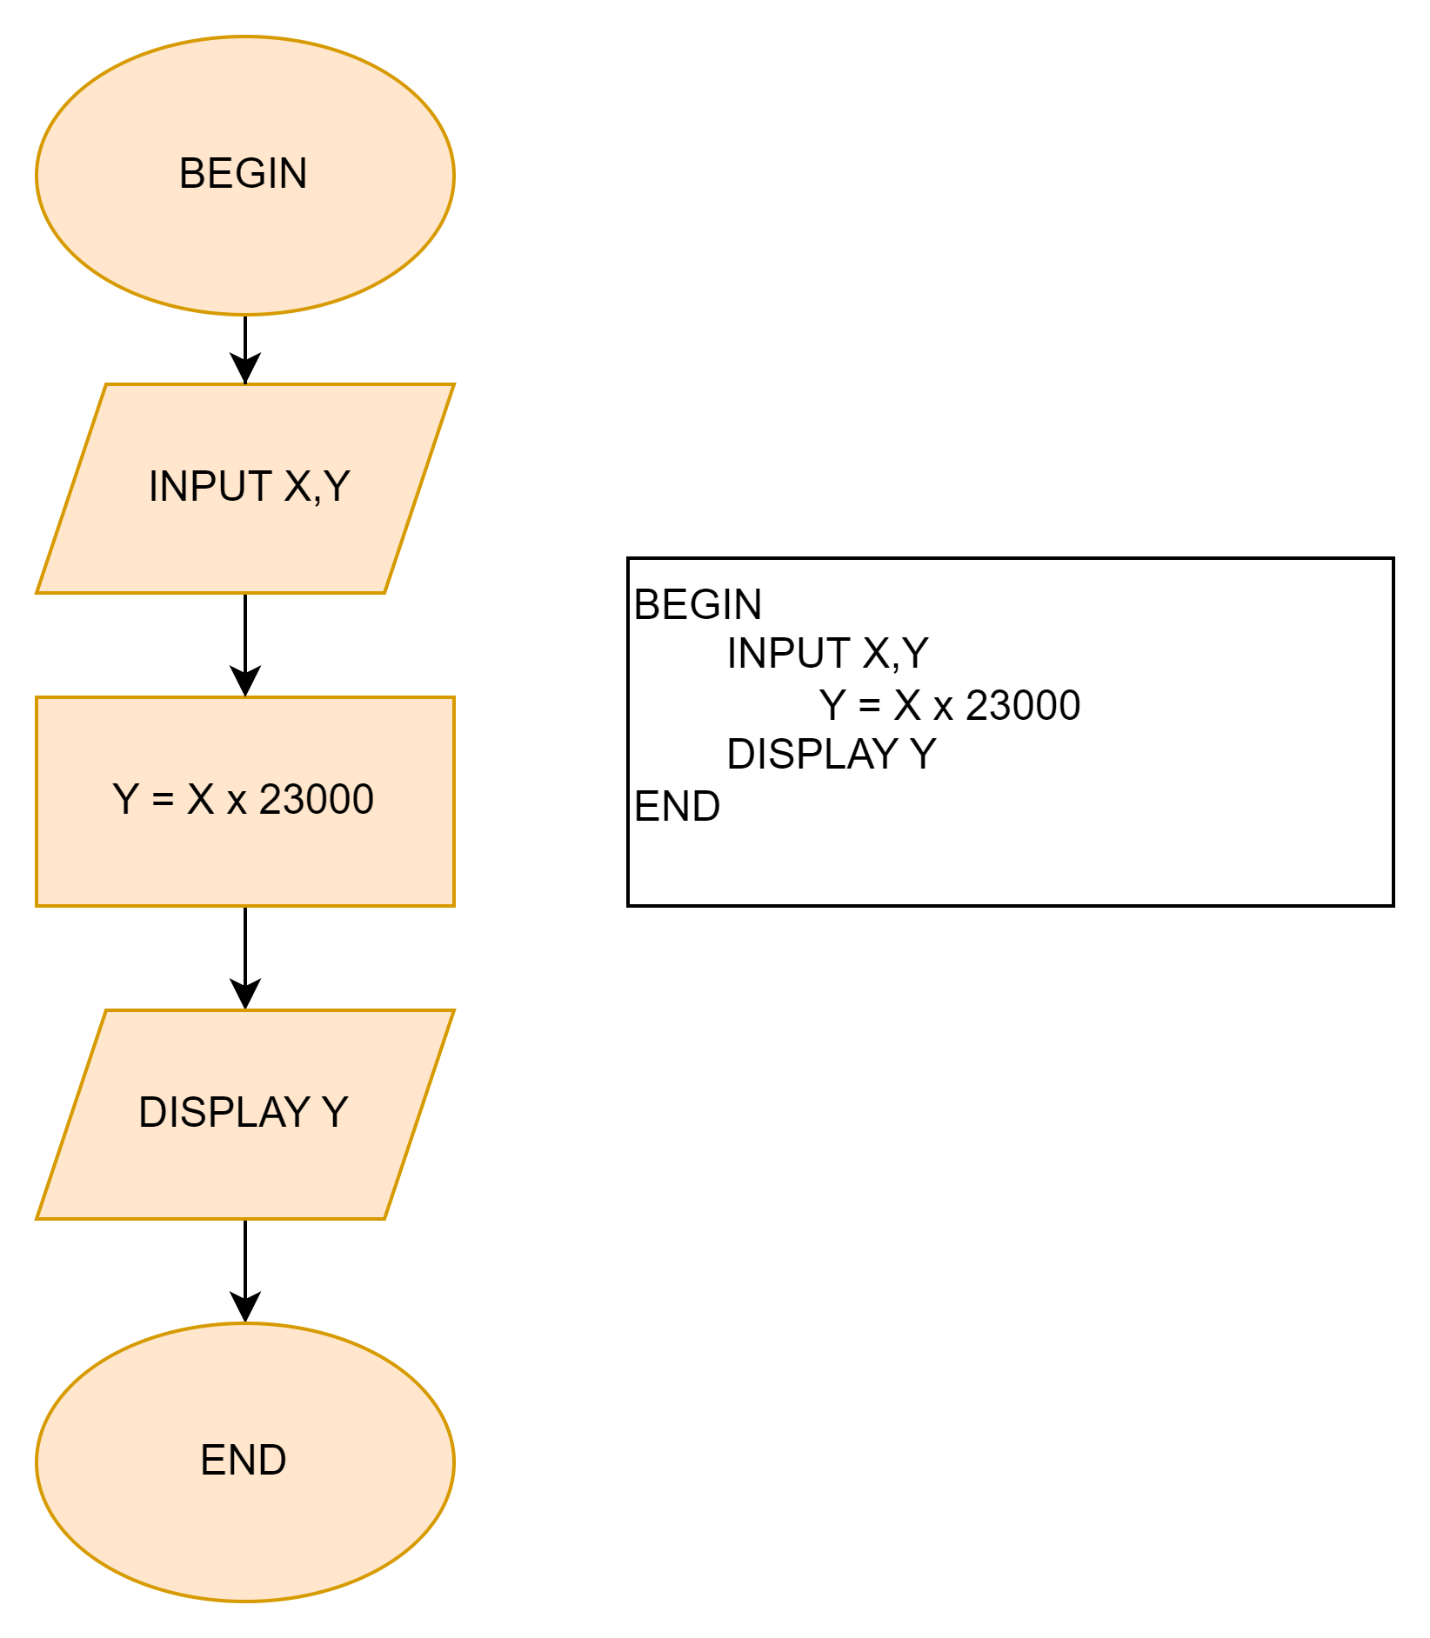 BEGIN
INPUT X,Y
Y = X x 23000
DISPLAY Y
END
BEGIN
INPUT X,Y
Y = X x 23000
DISPLAY Y
END